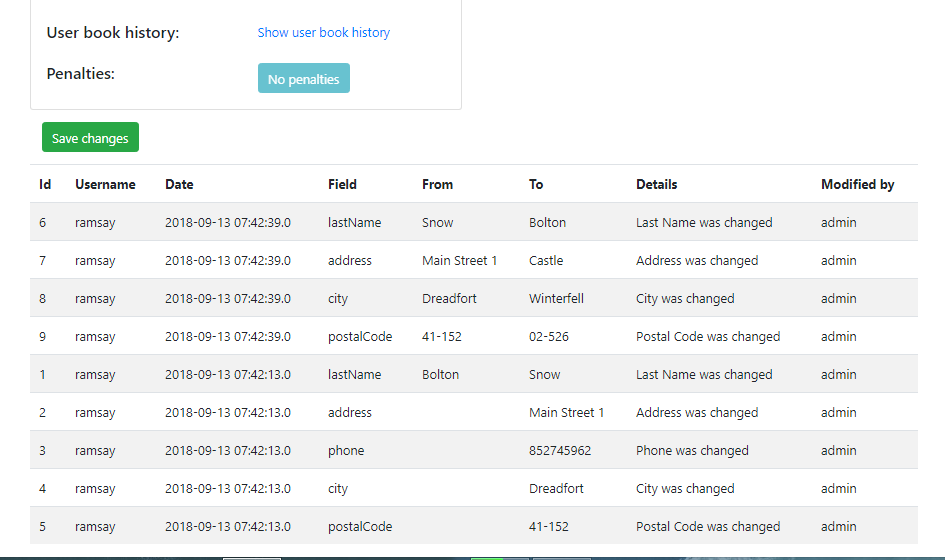 User book history: Show user book history
Penalties: No penalties
Save changes
Id Username Date Field From To Details Modified by
6 ramsay 2018-09-13 07:42:39.0 lastName Snow Bolton Last Name was changed admin
7 ramsay 2018-09-13 07:42:39.0 address Main Street 1 Castle Address was changed admin
8 ramsay 2018-09-13 07:42:39.0 city Dreadfort Winterfell City was changed admin
9 ramsay 2018-09-13 07:42:39.0 postalCode 41-152 02-526 Postal Code was changed admin
1 ramsay 2018-09-13 07:42:13.0 lastName Bolton Snow Last Name was changed admin
2 ramsay 2018-09-13 07:42:13.0 address Main Street 1 Address was changed admin
3 ramsay 2018-09-13 07:42:13.0 phone 852745962 Phone was changed admin
4 ramsay 2018-09-13 07:42:13.0 city Dreadfort City was changed admin
5 ramsay 2018-09-13 07:42:13.0 postalCode 41-152 Postal Code was changed admin